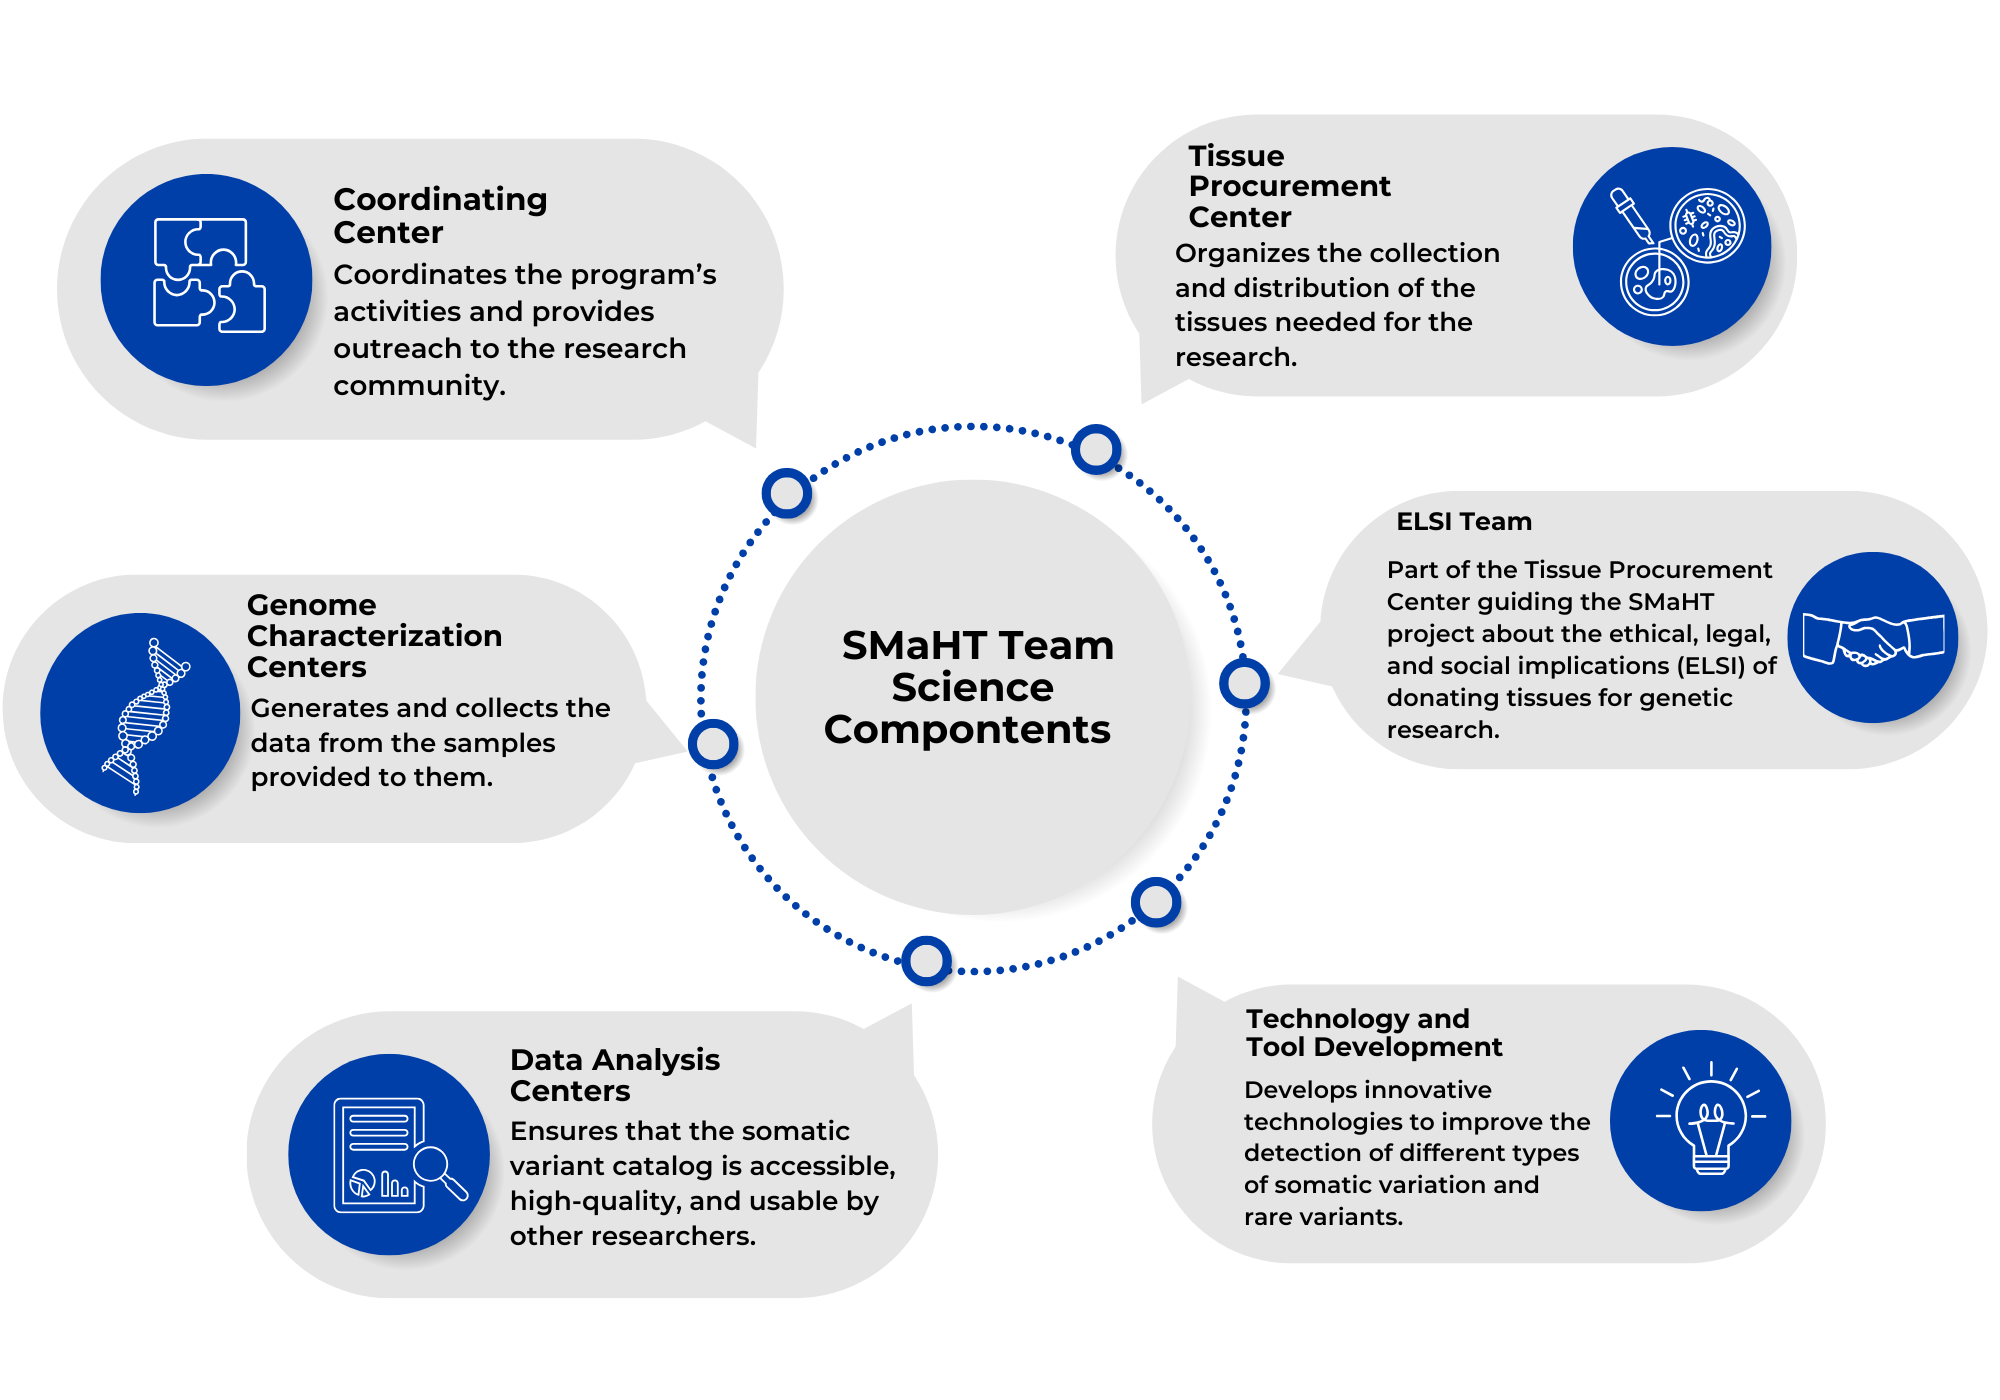 Coordinating
Center
Coordinates the program’s
activities and provides
outreach to the research
community.
Tissue
Procurement
Center
Organizes the collection
and distribution of the
tissues needed for the
research.
ELSI Team
Part of the Tissue Procurement
Center guiding the SMaHT
project about the ethical, legal,
and social implications (ELSI) of
donating tissues for genetic
research.
Genome
Characterization
Centers
Generates and collects the
data from the samples
provided to them.
SMaHT Team
Science
Compontents
Data Analysis
Centers
Ensures that the somatic
variant catalog is accessible,
high-quality, and usable by
other researchers.
Technology and
Tool Development
Develops innovative
technologies to improve the
detection of different types
of somatic variation and
rare variants.